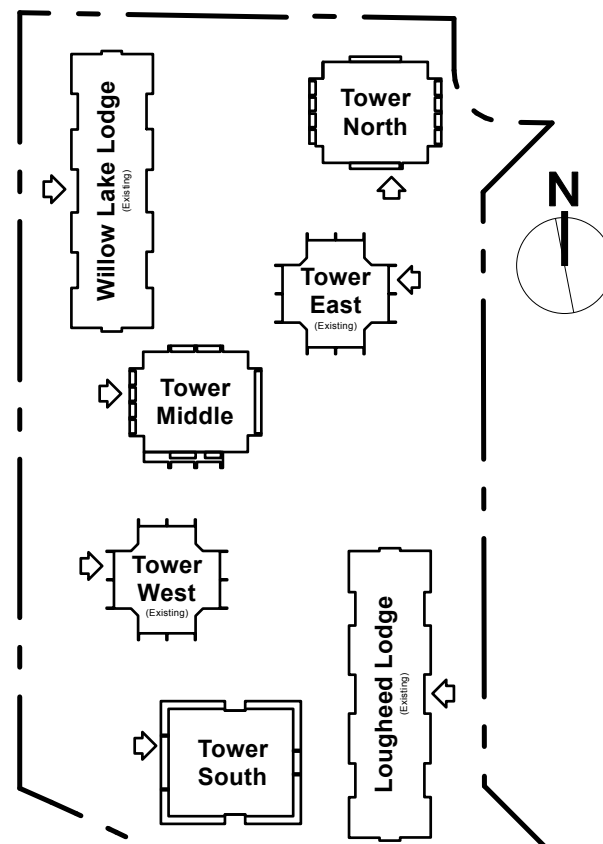 Willow Lake Lodge
(Existing)
Tower
North
N
Tower
East
(Existing)
Tower
Middle
Tower
West
(Existing)
Lougheed Lodge
(Existing)
Tower
South